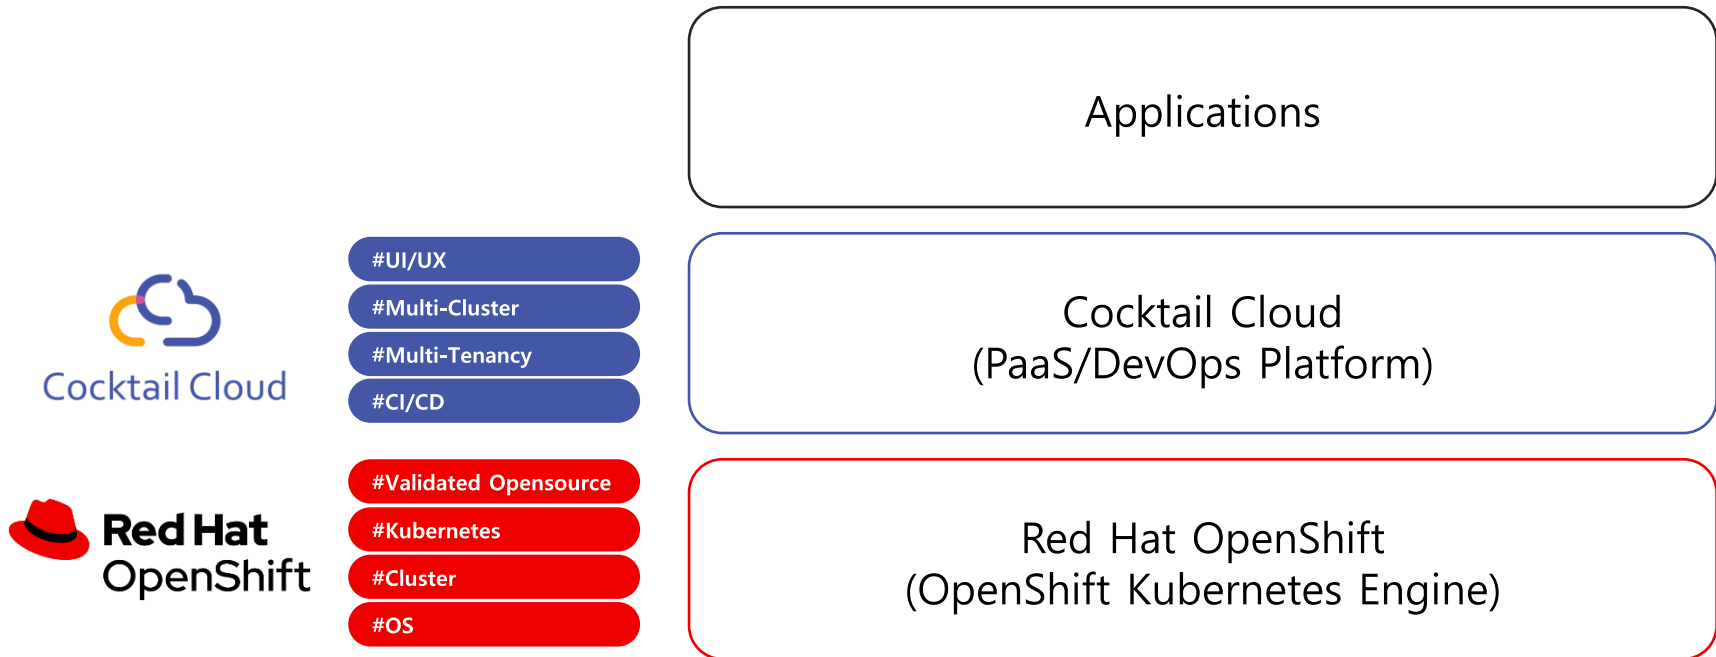 Applications
Cocktail Cloud
#UI/UX
#Multi-Cluster
#Multi-Tenancy
#CI/CD
Cocktail Cloud
(PaaS/DevOps Platform)
Red Hat
OpenShift
#Validated Opensource
#Kubernetes
#Cluster
#OS
Red Hat OpenShift
(OpenShift Kubernetes Engine)